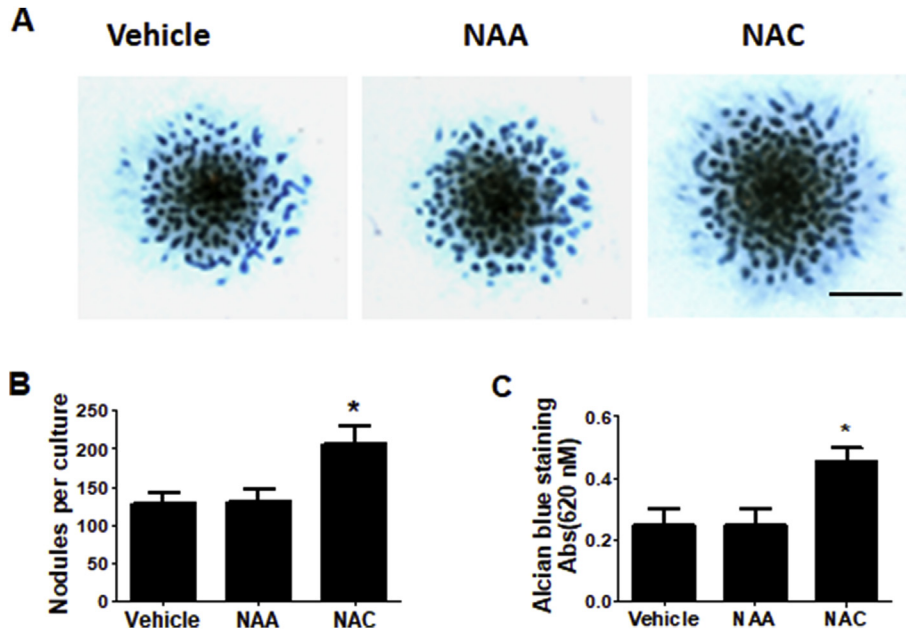 A
Vehicle NAA NAC
B
Nodules per culture
250
200
150
100
50
0
*
Vehicle NAA NAC
C
Alcian blue staining
Abs(620 nM)
0.6
0.4
0.2
0.0
*
Vehicle NAA NAC